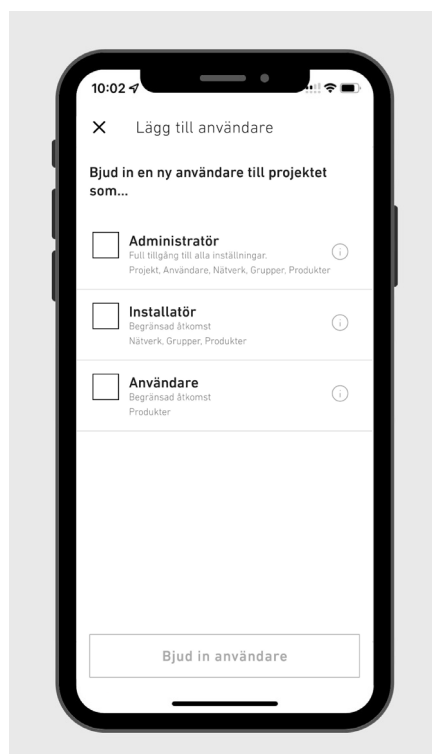 10:02
Lägg till användare
Bjud in en ny användare till projektet
som...
Administratör
Full tillgång till alla inställningar.
Projekt, Användare, Nätverk, Grupper. Produkter
Installatör
Begränsan åtkomst
Nätverk, Grupper, Produkter
Användare
Begränsad åtkomst
Produkter
Bjud in användare